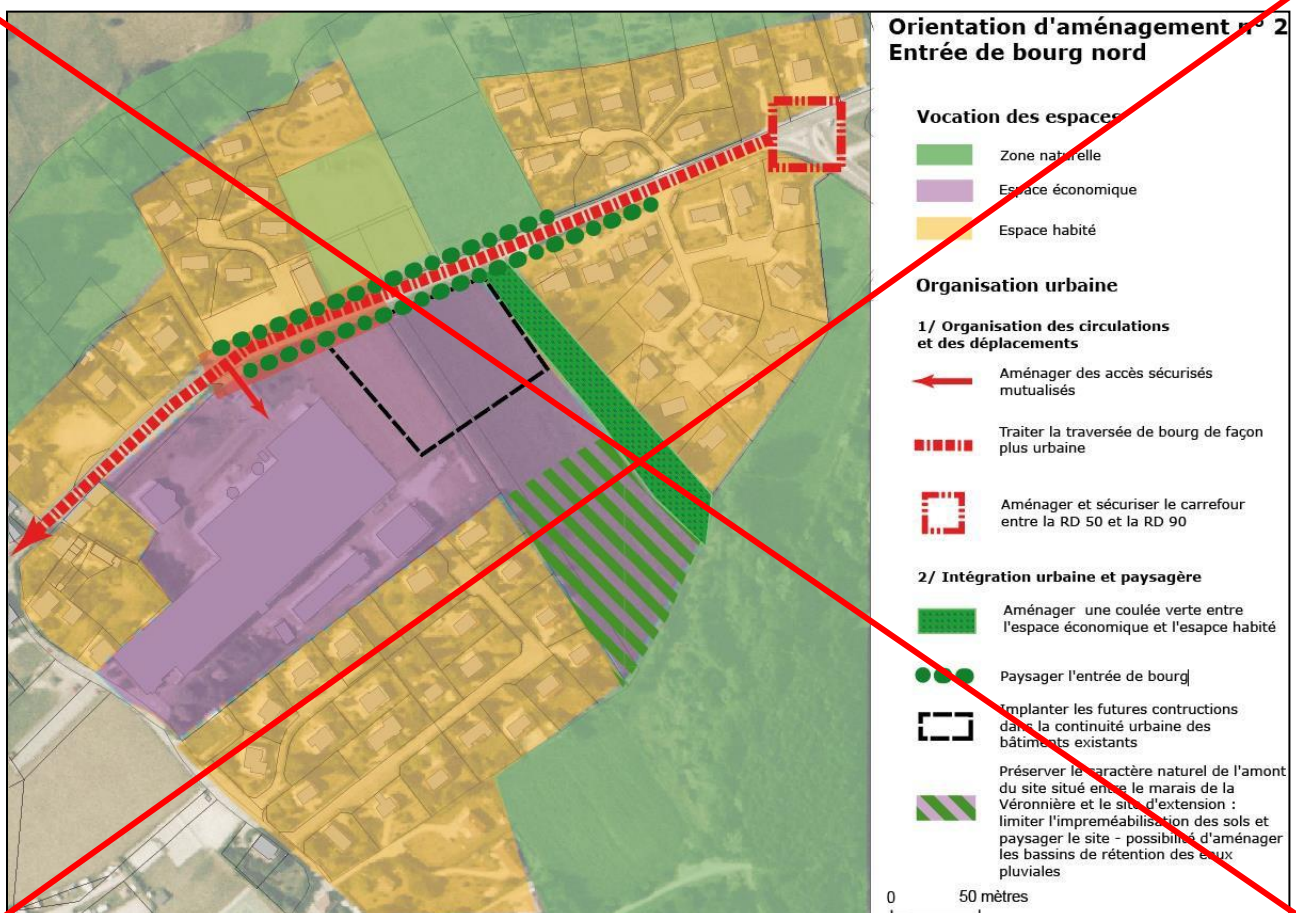 Orientation d'aménagement n° 2
Entrée de bourg nord
Vocation des espaces
Zone naturelle
Espace économique
Espace habité
Organisation urbaine
1/ Organisation des circulations
et des déplacements
Aménager des accès sécurisés
mutualisés
Traiter la traversée de bourg de façon
plus urbaine
Aménager et sécuriser le carrefour
entre la RD 50 et la RD 90
2/ Intégration urbaine et paysagère
Aménager une coulée verte entre
l'espace économique et l'esapce habité
Paysager l'entrée de bourg
Implanter les futures contructions
dans la continuité urbaine des
bâtiments existants
Préserver le caractère naturel de l'amont
du site situé entre le marais de la
Véronnière et le site d'extension :
limiter l'impreméabilisation des sols et
paysager le site - possibilité d'aménager
les bassins de rétention des eaux
pluviales
0 50 mètres